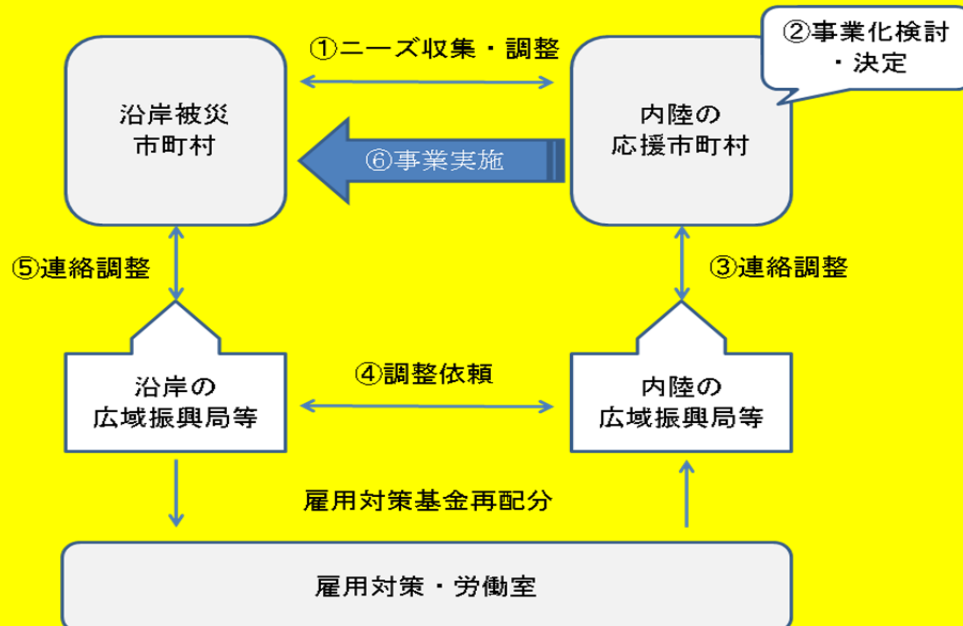 ①ニーズ収集・調整
②事業化検討
・決定
沿岸被災
市町村
内陸の
応援市町村
⑥事業実施
⑤連絡調整
③連絡調整
沿岸の
広域振興局等
④調整依頼
内陸の
広域振興局等
雇用対策基金再配分
雇用対策・労働室